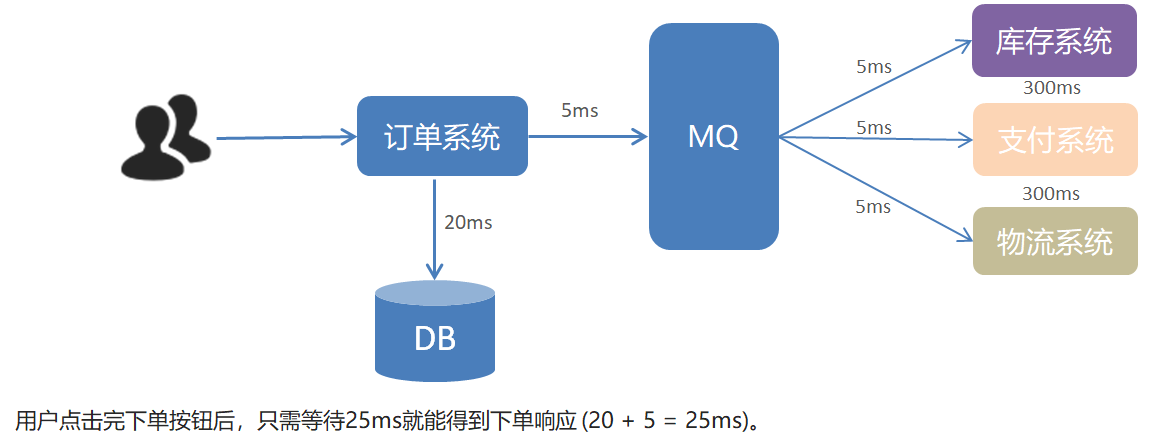 库存系统
5ms
300ms
5ms
订单系统
MQ
5ms
支付系统
300ms
5ms
20ms
物流系统
DB
用户点击完下单按钮后，只需等待25ms就能得到下单响应 (20 + 5 = 25ms)。